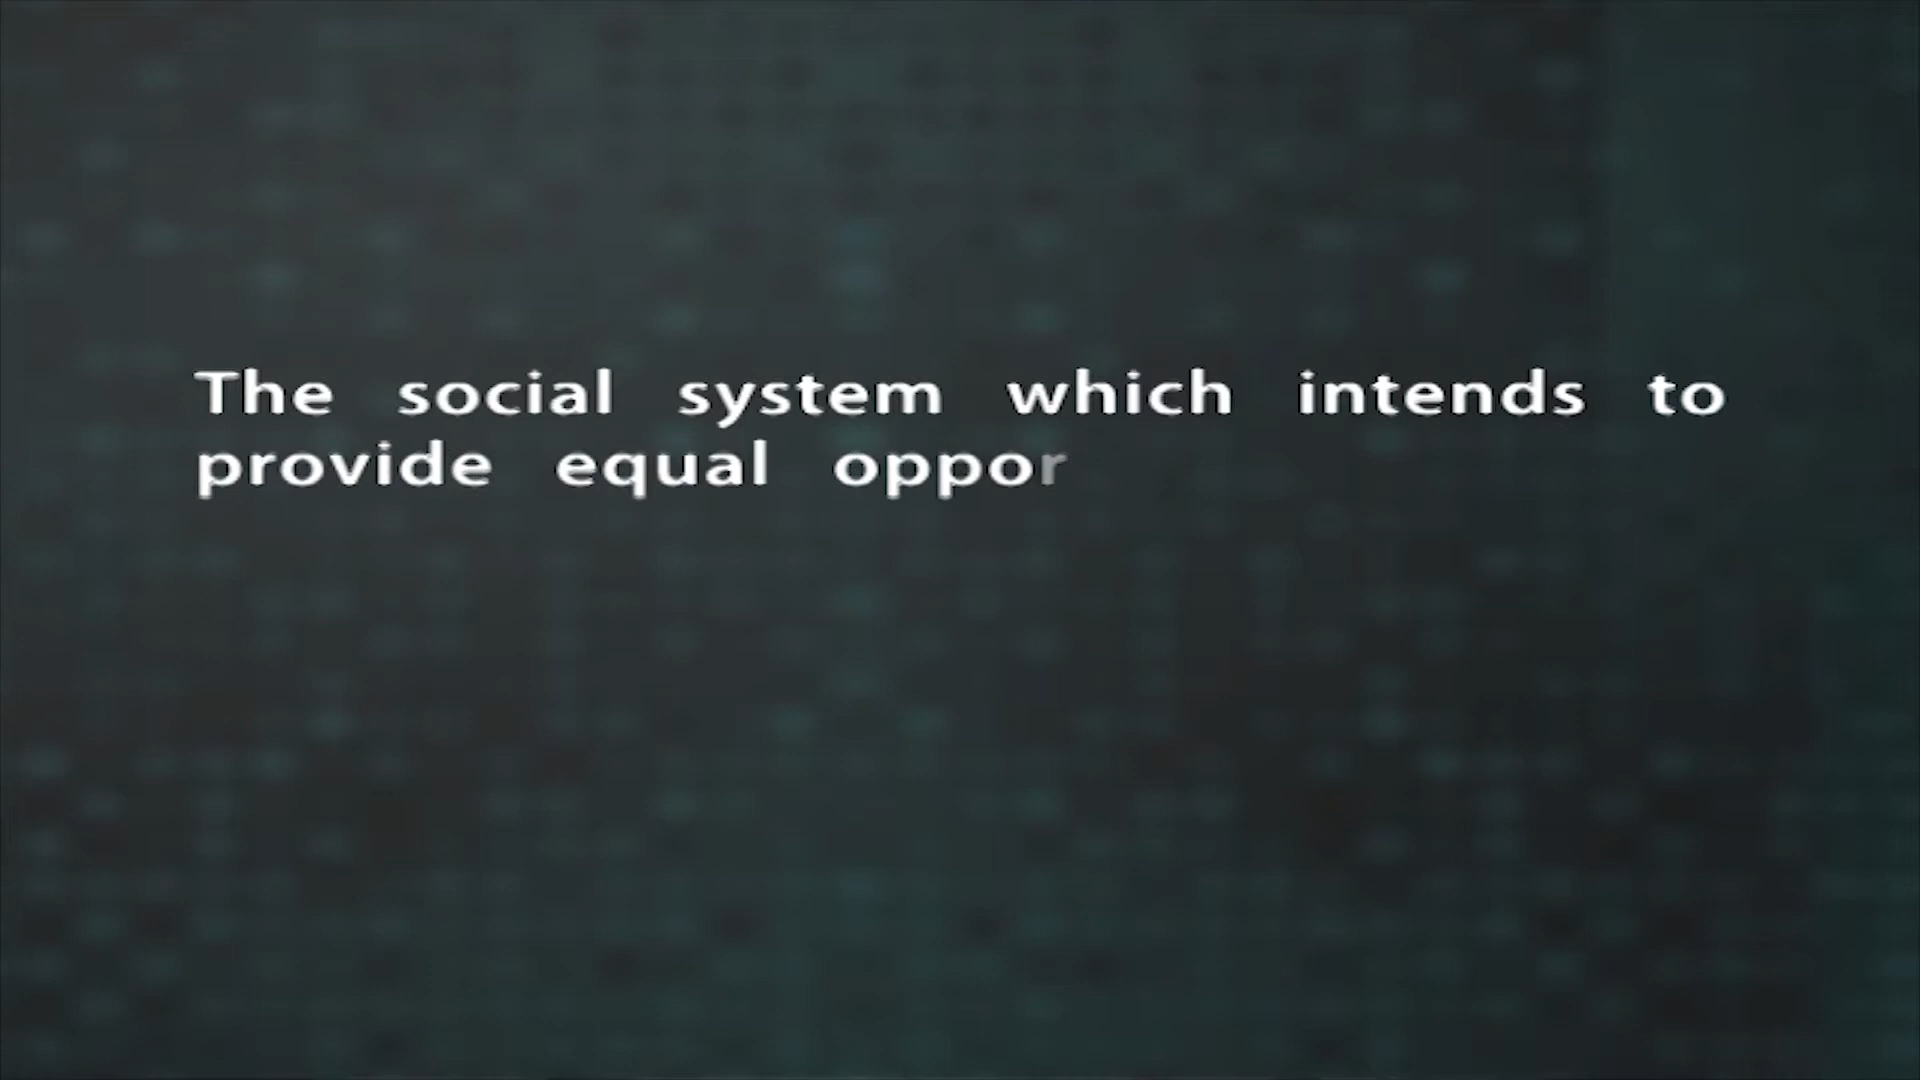 The social system which intends to
provide equal oppor